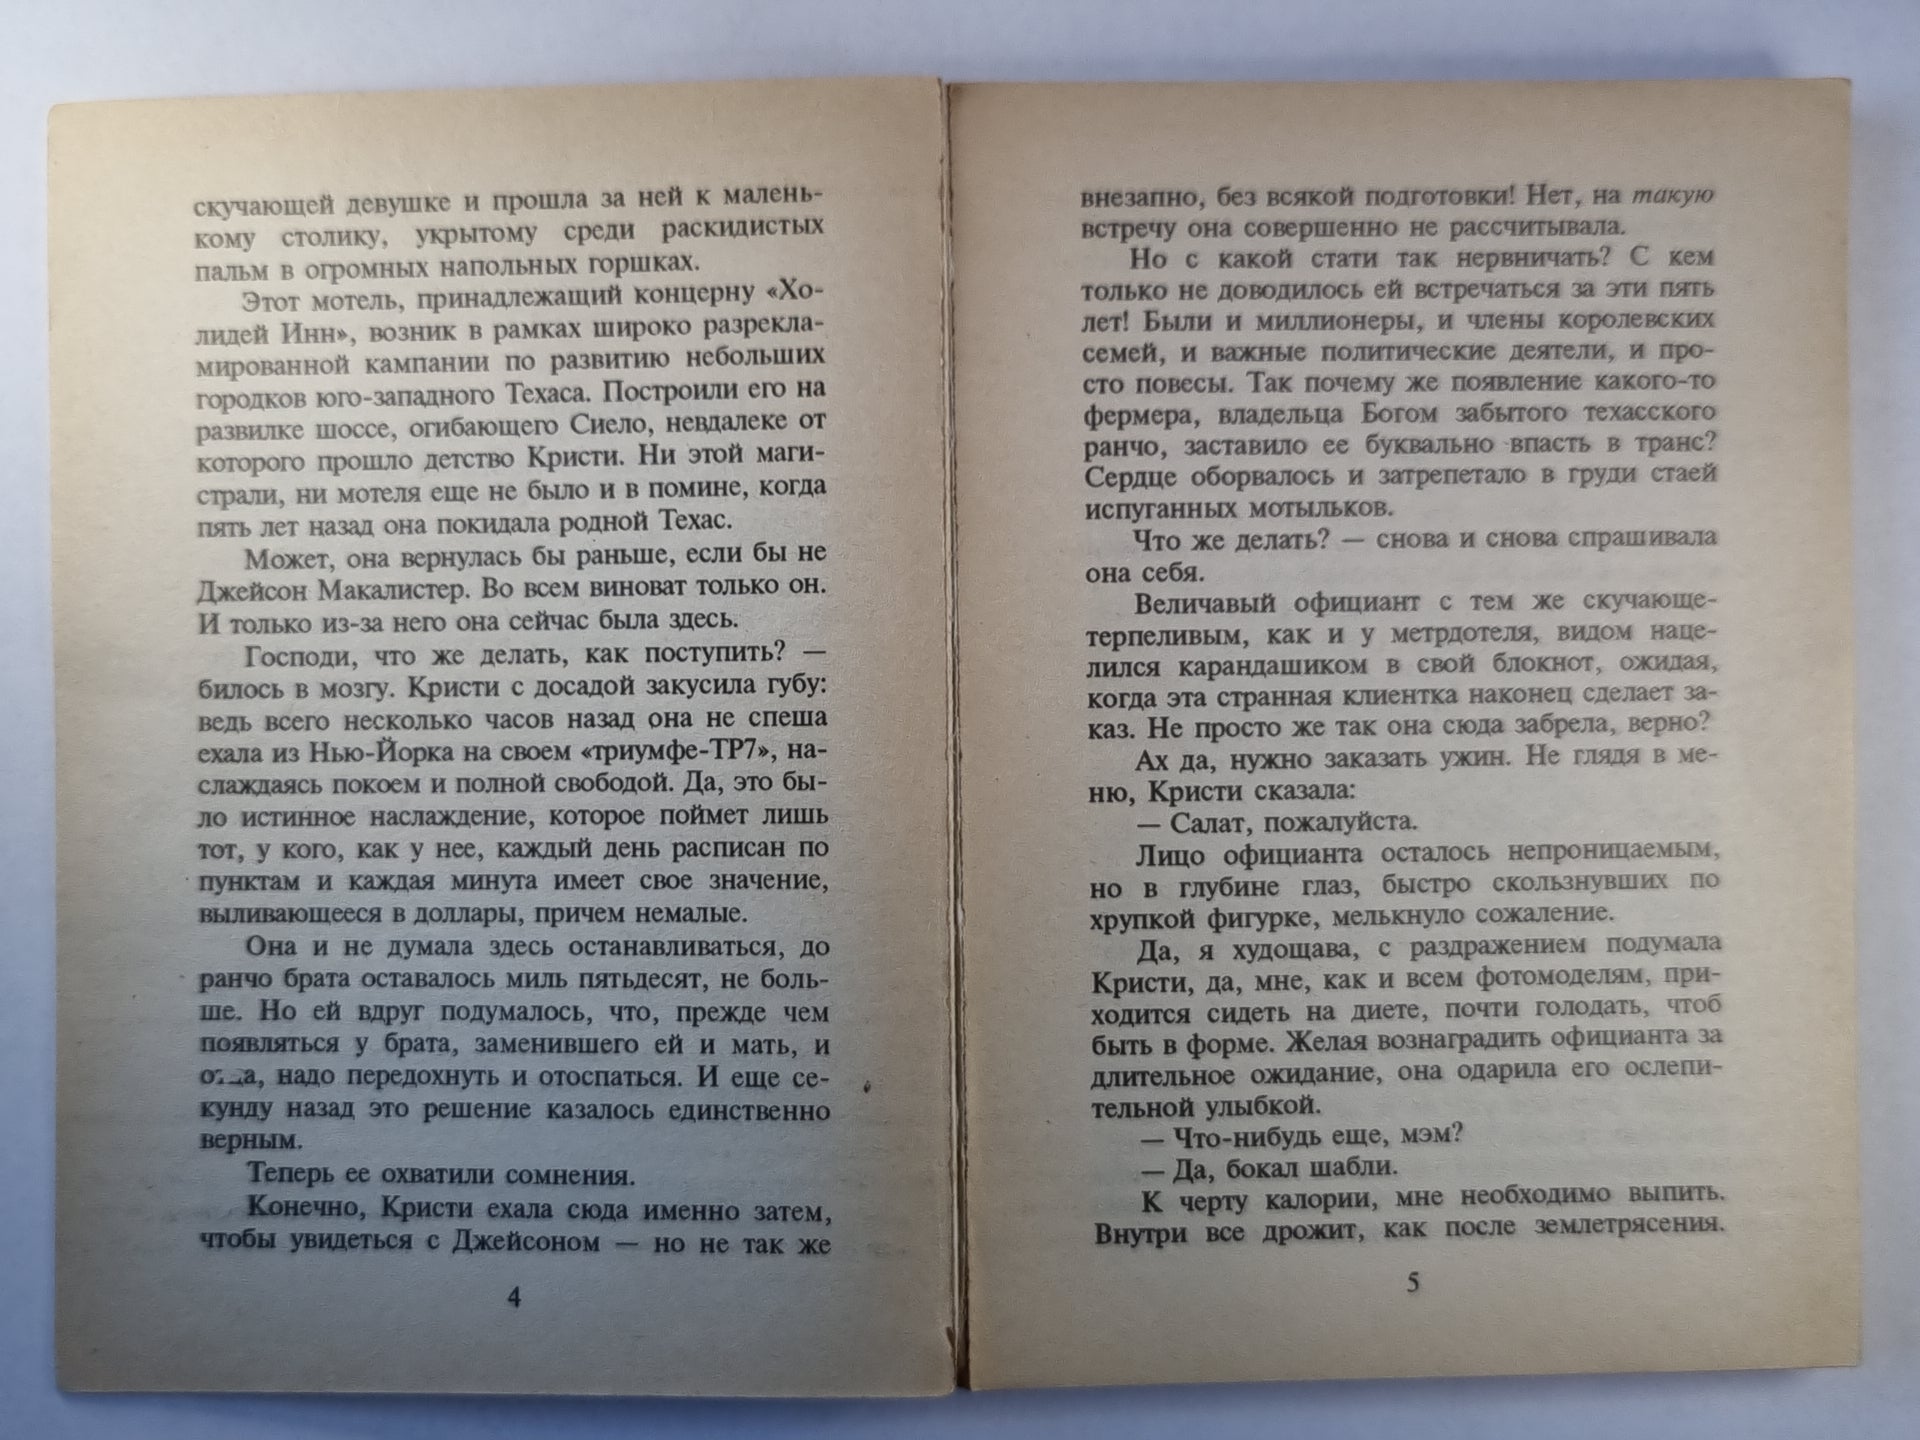 скучающей девушке и прошла за ней к малень-
кому столику, укрытому среди раскидистых
пальм в огромных напольных горшках.
Этот мотель, принадлежащий концерну «Хо-
лидей Инн», возник в рамках широко разрекла-
мированной кампании по развитию небольших
городков юго-западного Техаса. Построили его на
развилке шоссе, огибающего Сиело, невдалеке от
которого прошло детство Кристи. Ни этой маги-
страли, ни мотеля еще не было и в помине, когда
пять лет назад она покидала родной Техас.
Может, она вернулась бы раньше, если бы не
Джейсон Макалистер. Во всем виноват только он.
И только из-за него она сейчас была здесь.
Господи, что же делать, как поступить? —
билось в мозгу. Кристи с досадой закусила губу:
ведь всего несколько часов назад она не спеша
ехала из Нью-Йорка на своем «триумфе-ТР7», на-
слаждаясь покоем и полной свободой. Да, это бы-
ло истинное наслаждение, которое поймет лишь
тот, у кого, как у нее, каждый день расписан по
пунктам и каждая минута имеет свое значение,
выливающееся в доллары, причем немалые.
Она и не думала здесь останавливаться, до
ранчо брата оставалось миль пятьдесят, не боль-
ше. Но ей вдруг подумалось, что, прежде чем
появляться у брата, заменившего ей и мать, и
надо передохнуть и отоспаться. И еще се-
кунду назад это решение казалось единственно
верным.
Теперь ее охватили сомнения.
Конечно, Кристи ехала сюда именно затем,
чтобы увидеться с Джейсоном — но не так же
4
внезапно, без всякой подготовки! Нет, на такую
встречу она совершенно не рассчитывала.
Но с какой стати так нервничать? С кем
только не доводилось ей встречаться за эти пять
лет! Были и миллионеры, и члены королевских
семей, и важные политические деятели, и про-
сто повесы. Так почему же появление какого-то
фермера, владельца Богом забытого техасского
ранчо, заставило ее буквально впасть в транс?
Сердце оборвалось и затрепетало в груди стаей
испуганных мотыльков.
Что же делать? — снова и снова спрашивала
она себя.
Величавый официант с тем же скучающе-
терпеливым, как и у метрдотеля, видом наце-
лился карандашиком в свой блокнот, ожидая,
когда эта странная клиентка наконец сделает за-
каз. Не просто же так она сюда забрела, верно?
Ах да, нужно заказать ужин. Не глядя в ме-
ню, Кристи сказала:
— Салат, пожалуйста.
Лицо официанта осталось непроницаемым,
но в глубине глаз, быстро скользнувших по
хрупкой фигурке, мелькнуло сожаление.
Да, я худощава, с раздражением подумала
Кристи, да, мне, как и всем фотомоделям, при-
ходится сидеть на диете, почти голодать, чтоб
быть в форме. Желая вознаградить официанта за
длительное ожидание, она одарила его ослепи-
тельной улыбкой.
— Что-нибудь еще, мэм?
— Да, бокал шабли.
К черту калории, мне необходимо выпить.
Внутри все дрожит, как после землетрясения.
5